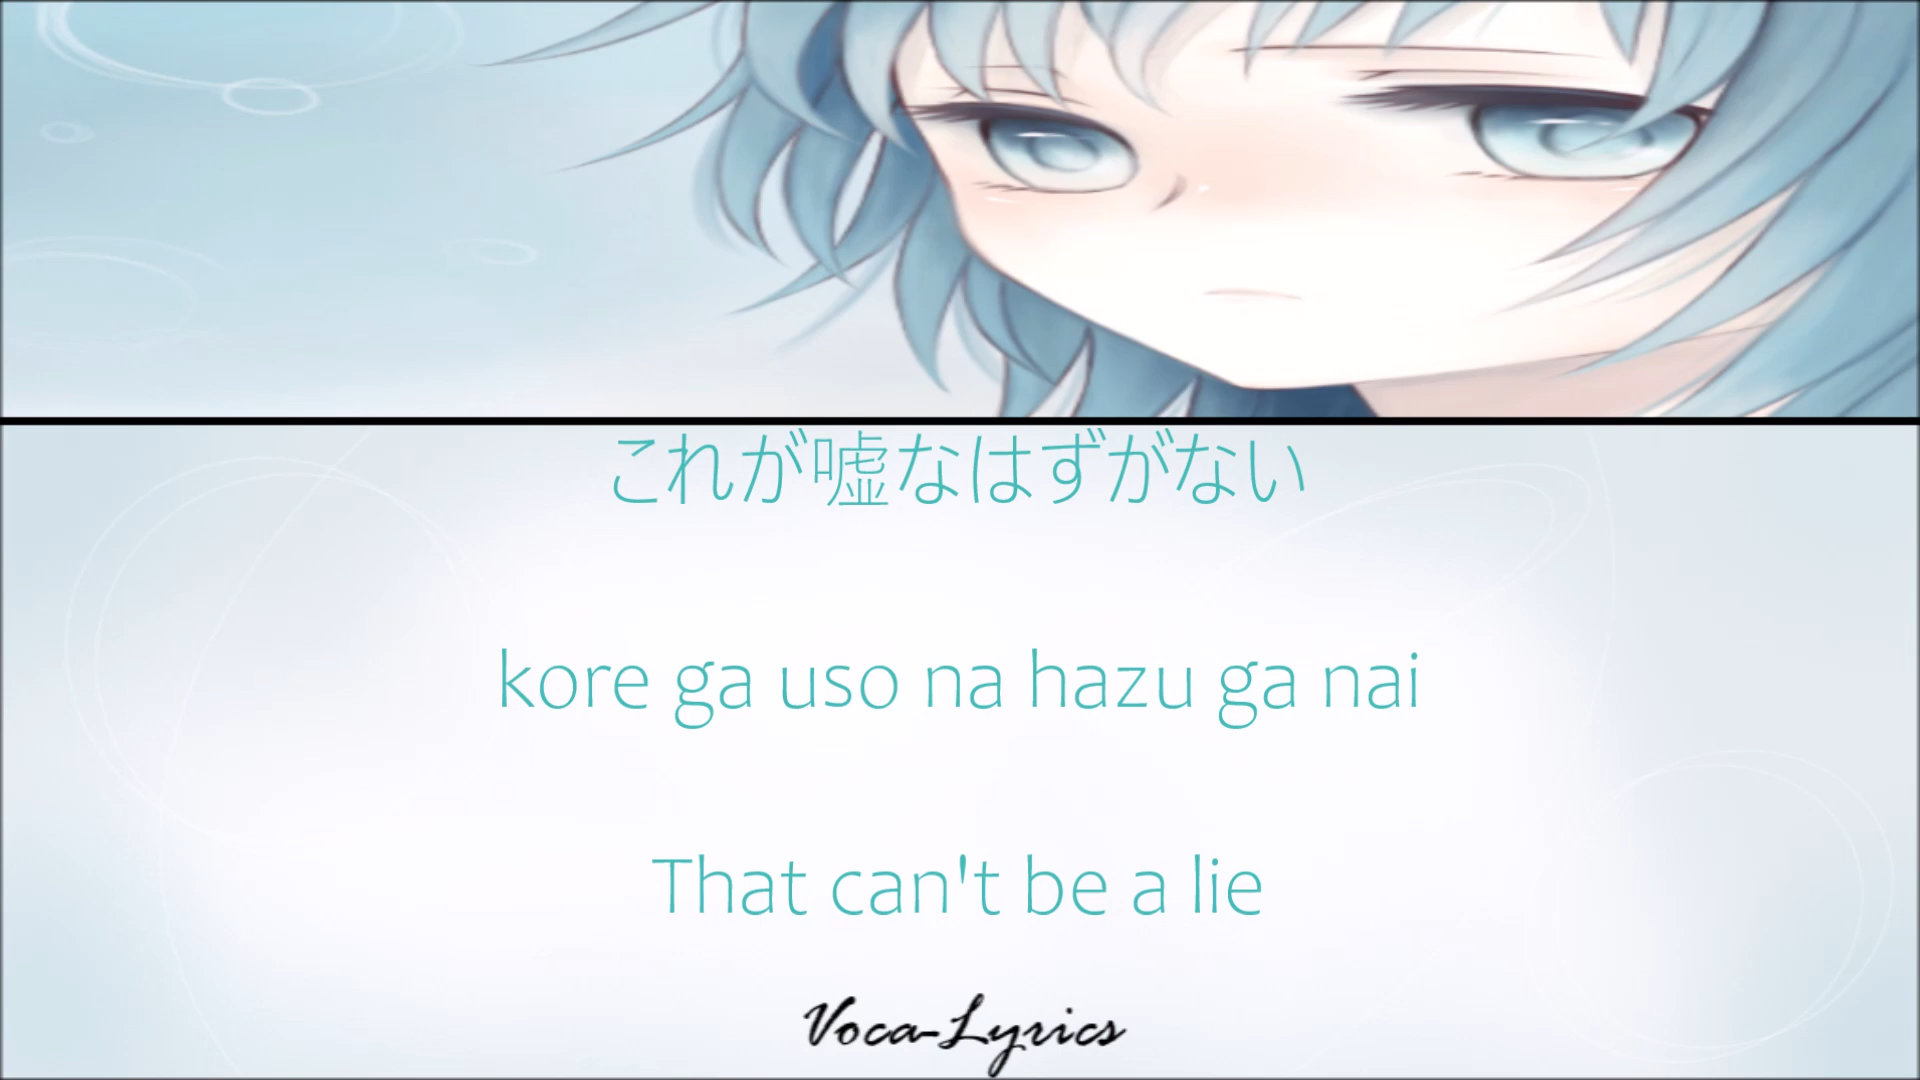 これが嘘なはずがない
kore ga uso na hazu ga nai
That can't be a lie
Voca-Lyrics